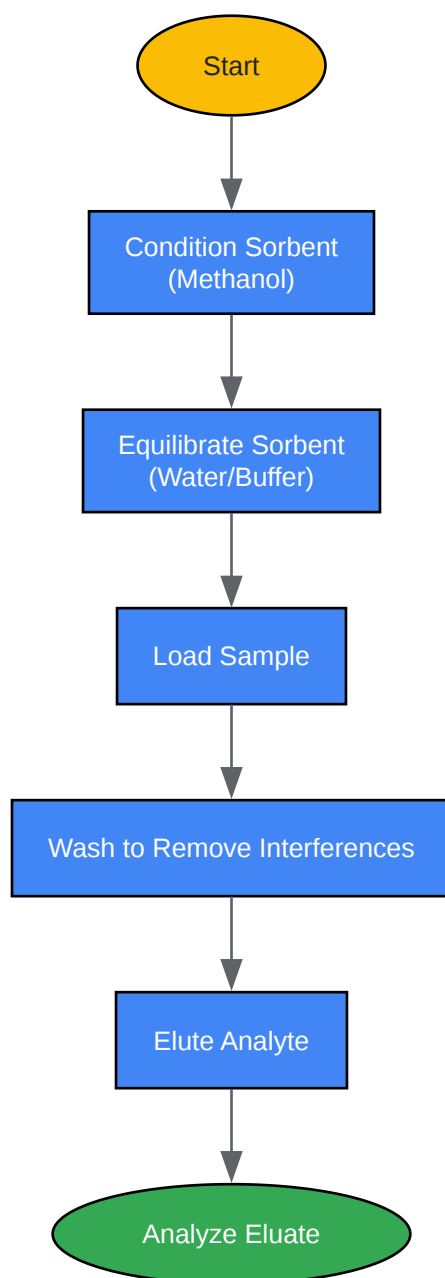 Start
Condition Sorbent
(Methanol)
Equilibrate Sorbent
(Water/Buffer)
Load Sample
Wash to Remove Interferences
Elute Analyte
Analyze Eluate